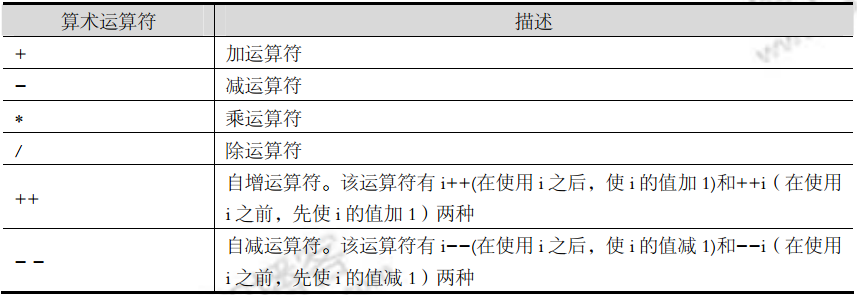 算术运算符 描述
+ 加运算符
- 减运算符
* 乘运算符
/ 除运算符
++ 自增运算符。该运算符有 i++(在使用 i 之后，使 i 的值加 1)和++i（在使用
i 之前，先使 i 的值加 1）两种
-- 自减运算符。该运算符有 i--(在使用 i 之后，使 i 的值减 1)和--i（在使用
i 之前，先使 i 的值减 1）两种